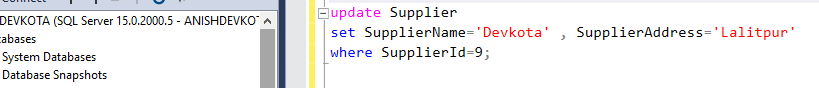 DEVKOTA (SQL Server 15.0.2000.5 - ANISHDEVKOT
tabases
System Databases
Database Snapshots
update Supplier
set SupplierName='Devkota' , SupplierAddress='Lalitpur'
where SupplierId=9;